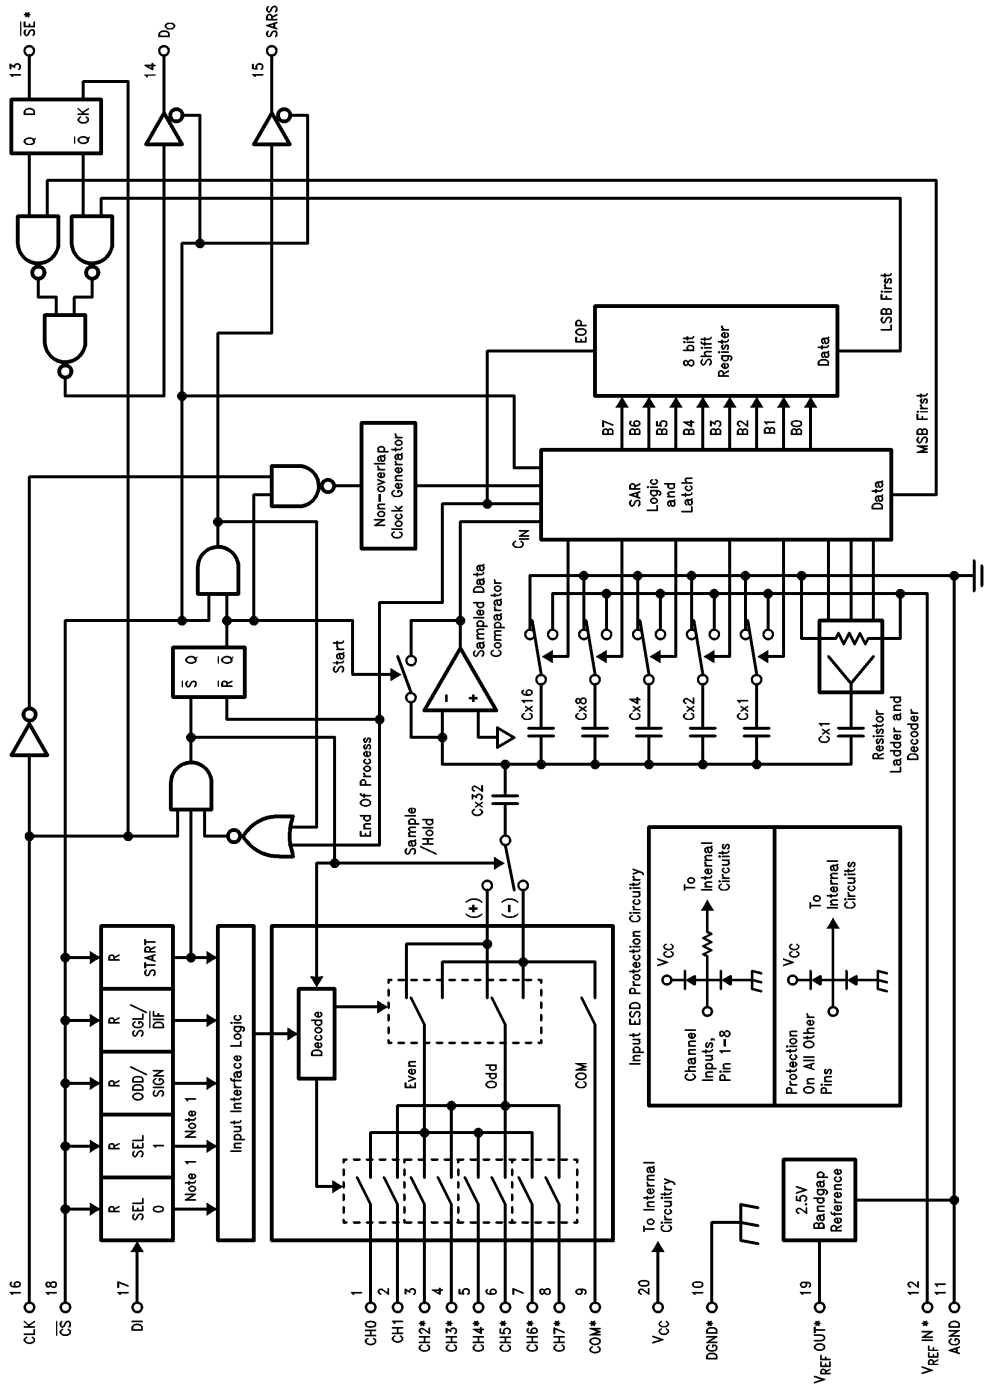 CLK 16
CS 18
DI 17
R SEL 0
R SEL 1
R ODD/ SIGN
R SGL/ DIF
R START
Note 1
Note 1
Input Interface Logic
CH0 1
CH1 2
CH2* 3
CH3* 4
CH4* 5
CH5* 6
CH6* 7
CH7* 8
COM* 9
Decode
Even
Odd
COM
(+)
(-)
Sample
/Hold
End Of Process
Start
S Q
R Q
Cx32
Cx16
Cx8
Cx4
Cx2
Cx1
Cx1
Resistor
Ladder and
Decoder
-
+
Sampled Data
Comparator
Non-overlap
Clock Generator
CIN
SAR
Logic
and
Latch
Data
B7
B6
B5
B4
B3
B2
B1
B0
EOP
8 bit
Shift
Register
Data
MSB First
LSB First
Q D
Q CK
13 SE*
14 DO
15 SARS
VCC 20
To Internal
Circuitry
DGND* 10
VREF OUT* 19
2.5V
Bandgap
Reference
VREF IN* 12
AGND 11
Input ESD Protection Circuitry
Channel
Inputs,
Pin 1-8
VCC
To
Internal
Circuits
Protection
On All Other
Pins
VCC
To
Internal
Circuits